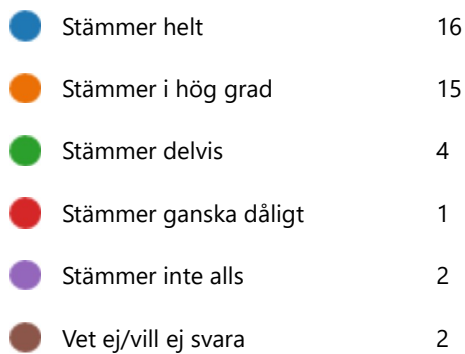 Stämmer helt 16
Stämmer i hög grad 15
Stämmer delvis 4
Stämmer ganska dåligt 1
Stämmer inte alls 2
Vet ej/vill ej svara 2